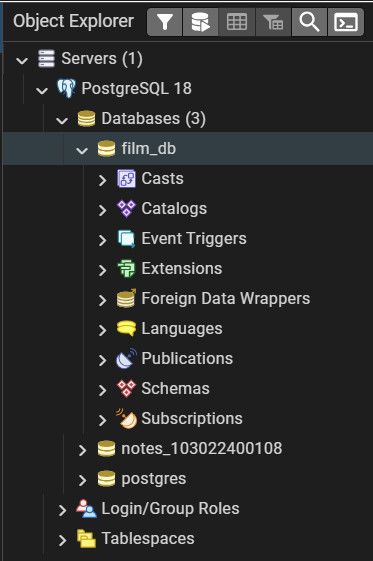 Object Explorer
Servers (1)
PostgreSQL 18
Databases (3)
film_db
Casts
Catalogs
Event Triggers
Extensions
Foreign Data Wrappers
Languages
Publications
Schemas
Subscriptions
notes_103022400108
postgres
Login/Group Roles
Tablespaces